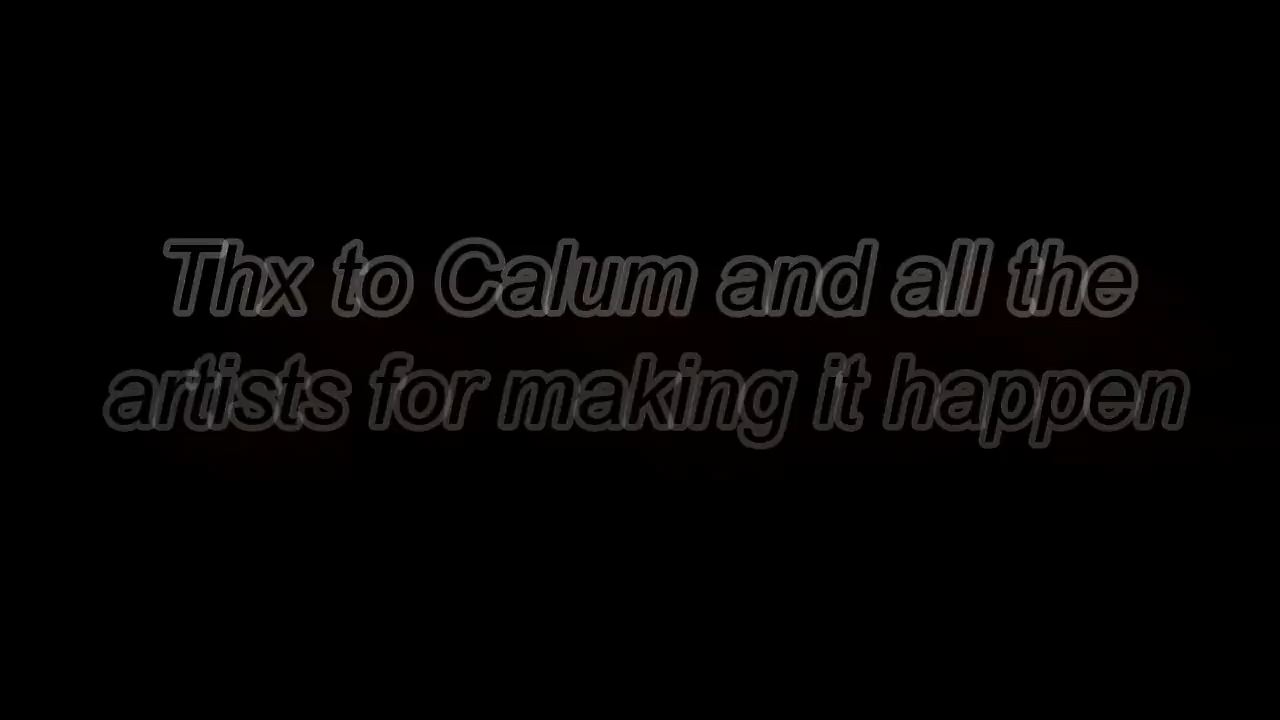 Thx to Calum and all the
artists for making it happen